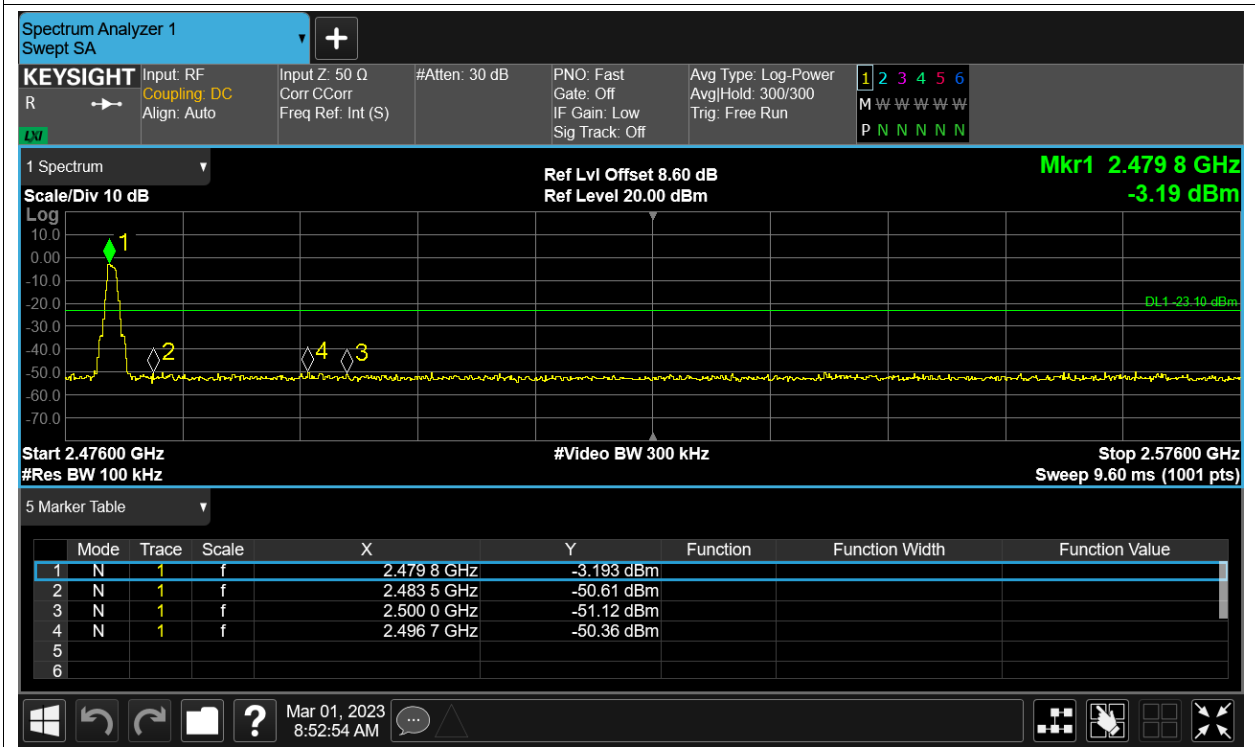 Spectrum Analyzer 1
Swept SA
KEYSIGHT Input: RF Input Z: 50 Ω #Atten: 30 dB PNO: Fast Avg Type: Log-Power 1 2 3 4 5 6
R Coupling: DC Corr CCorr Gate: Off Avg|Hold: 300/300 M W W W W W
Align: Auto Freq Ref: Int (S) IF Gain: Low Trig: Free Run
LXI Sig Track: Off P N N N N N
1 Spectrum Ref Lvl Offset 8.60 dB Mkr1 2.479 8 GHz
Scale/Div 10 dB Ref Level 20.00 dBm -3.19 dBm
Log
10.0
1
0.00
-10.0
-20.0
DL1 -23.10 dBm
-30.0
-40.0
2 4 3
-50.0
-60.0
-70.0
Start 2.47600 GHz #Video BW 300 kHz Stop 2.57600 GHz
#Res BW 100 kHz Sweep 9.60 ms (1001 pts)
5 Marker Table
Mode Trace Scale X Y Function Function Width Function Value
1 N 1 f 2.479 8 GHz -3.193 dBm
2 N 1 f 2.483 5 GHz -50.61 dBm
3 N 1 f 2.500 0 GHz -51.12 dBm
4 N 1 f 2.496 7 GHz -50.36 dBm
5
6
? Mar 01, 2023
8:52:54 AM